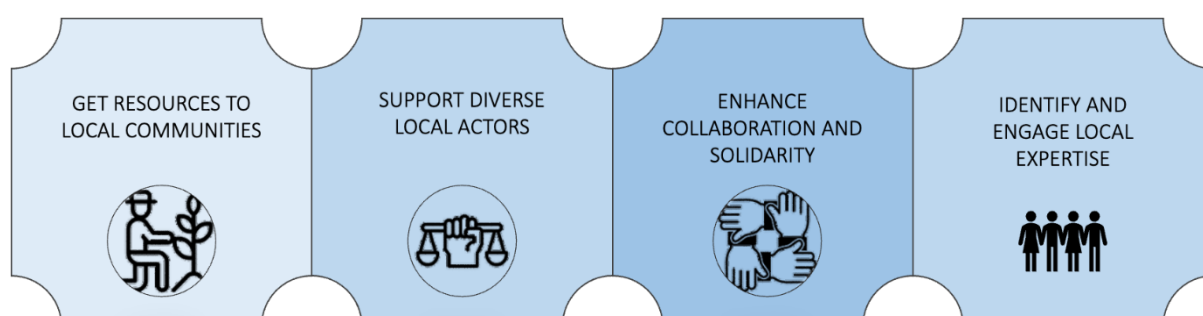 GET RESOURCES TO
LOCAL COMMUNITIES
SUPPORT DIVERSE
LOCAL ACTORS
ENHANCE
COLLABORATION AND
SOLIDARITY
IDENTIFY AND
ENGAGE LOCAL
EXPERTISE